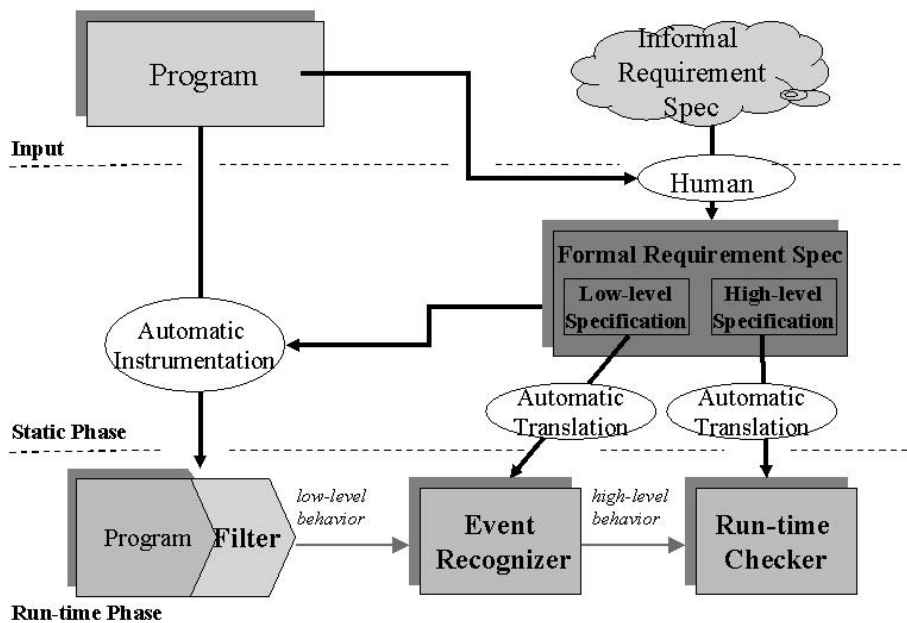 Program
Informal
Requirement
Spec
Input
Human
Formal Requirement Spec
Low-level
Specification
High-level
Specification
Automatic
Instrumentation
Automatic
Translation
Automatic
Translation
Static Phase
Program
Filter
low-level
behavior
Event
Recognizer
high-level
behavior
Run-time
Checker
Run-time Phase